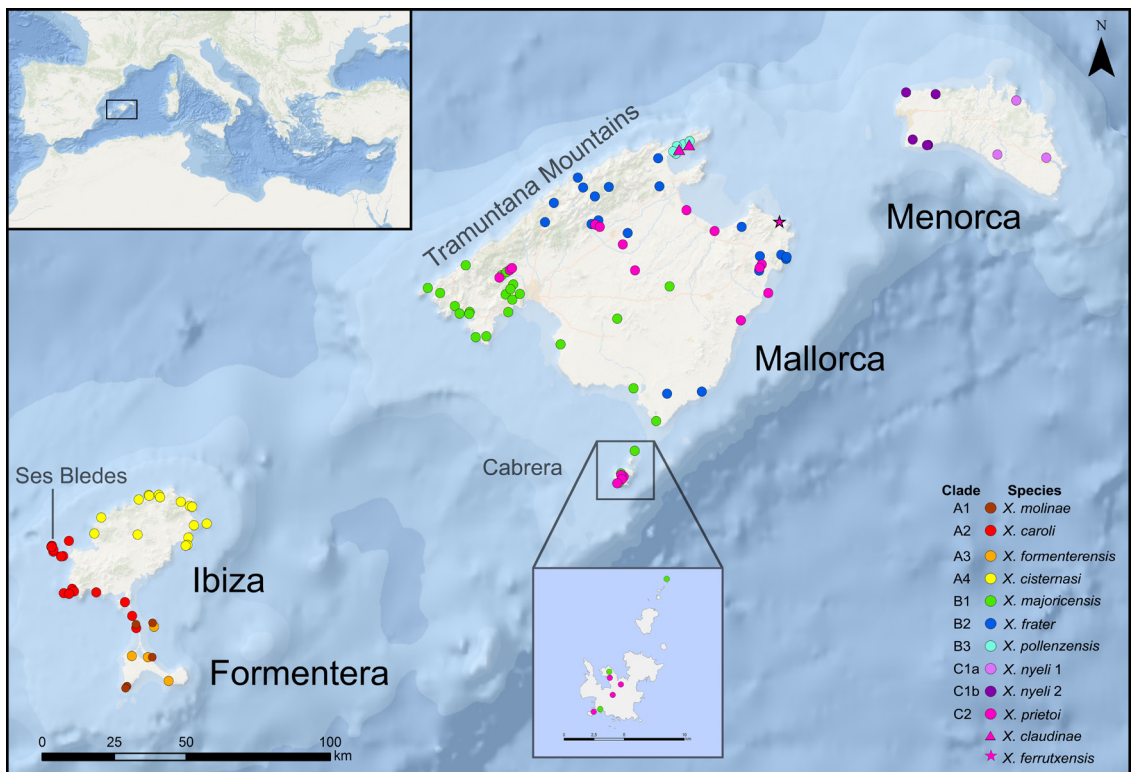 N
Tramuntana Mountains
Menorca
Mallorca
Cabrera
Ses Bledes
Ibiza
Formentera
Clade Species
A1 X. molinae
A2 X. caroli
A3 X. formenterensis
A4 X. cisternasi
B1 X. majoricensis
B2 X. frater
B3 X. pollenzensis
C1a X. nyeli 1
C1b X. nyeli 2
C2 X. prietoi
X. claudinae
X. ferrutxensis
0 25 50 100
km